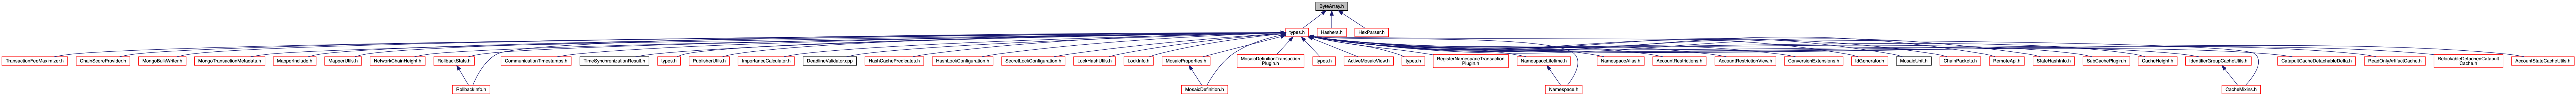 ByteArray.h
types.h
Hashers.h
HexParser.h
TransactionFeeMaximizer.h
ChainScoreProvider.h
MongoBulkWriter.h
MongoTransactionMetadata.h
MapperInclude.h
MapperUtils.h
NetworkChainHeight.h
RollbackStats.h
CommunicationTimestamps.h
TimeSynchronizationResult.h
types.h
PublisherUtils.h
ImportanceCalculator.h
DeadlineValidator.cpp
HashCachePredicates.h
HashLockConfiguration.h
SecretLockConfiguration.h
LockHashUtils.h
LockInfo.h
MosaicProperties.h
MosaicDefinitionTransaction
Plugin.h
types.h
ActiveMosaicView.h
types.h
RegisterNamespaceTransaction
Plugin.h
NamespaceLifetime.h
NamespaceAlias.h
AccountRestrictions.h
AccountRestrictionView.h
ConversionExtensions.h
IdGenerator.h
MosaicUnit.h
ChainPackets.h
RemoteApi.h
StateHashInfo.h
SubCachePlugin.h
CacheHeight.h
IdentifierGroupCacheUtils.h
CatapultCacheDetachableDelta.h
ReadOnlyArtifactCache.h
RelockableDetachedCatapult
Cache.h
AccountStateCacheUtils.h
RollbackInfo.h
MosaicDefinition.h
Namespace.h
CacheMixins.h